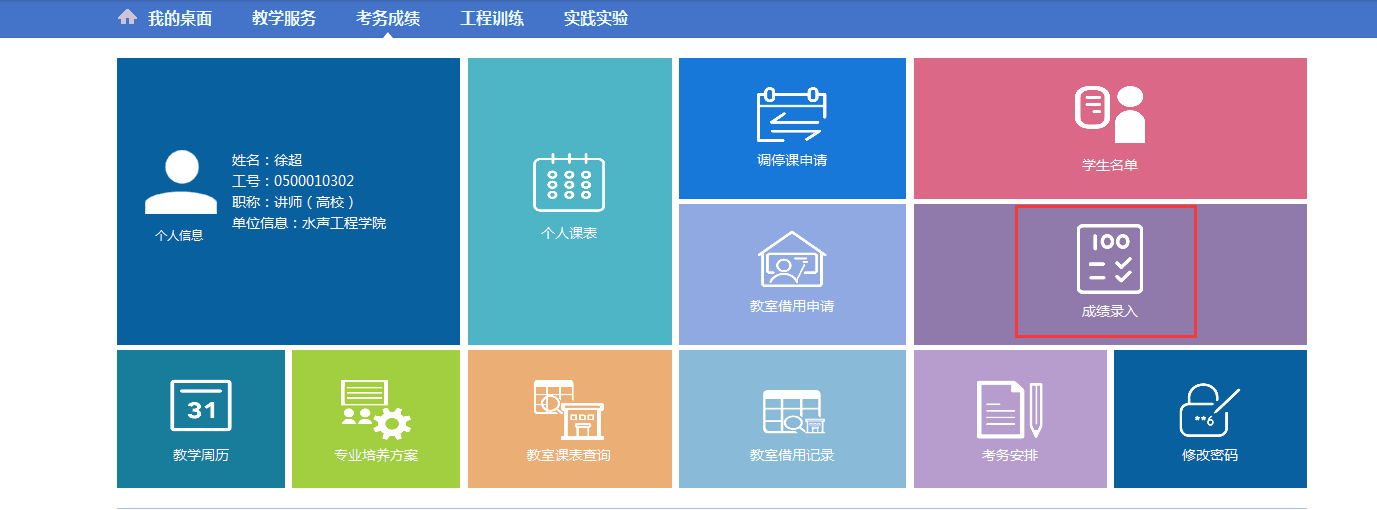 我的桌面 教学服务 考务成绩 工程训练 实践实验
姓名：徐超
工号：0500010302
职称：讲师（高校）
单位信息：水声工程学院
个人信息
个人课表
调停课申请
学生名单
教室借用申请
100
成绩录入
31
教学周历
专业培养方案
教室课表查询
教室借用记录
考务安排
**6
修改密码